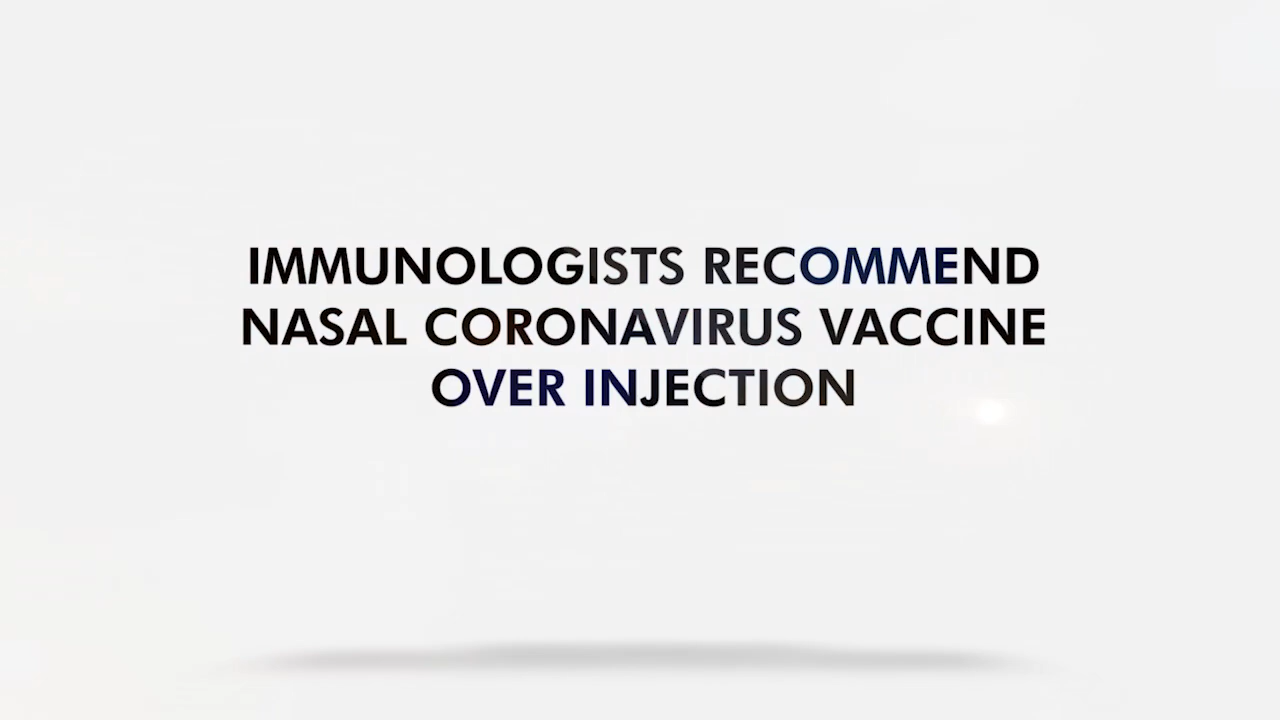 IMMUNOLOGISTS RECOMMEND
NASAL CORONAVIRUS VACCINE
OVER INJECTION